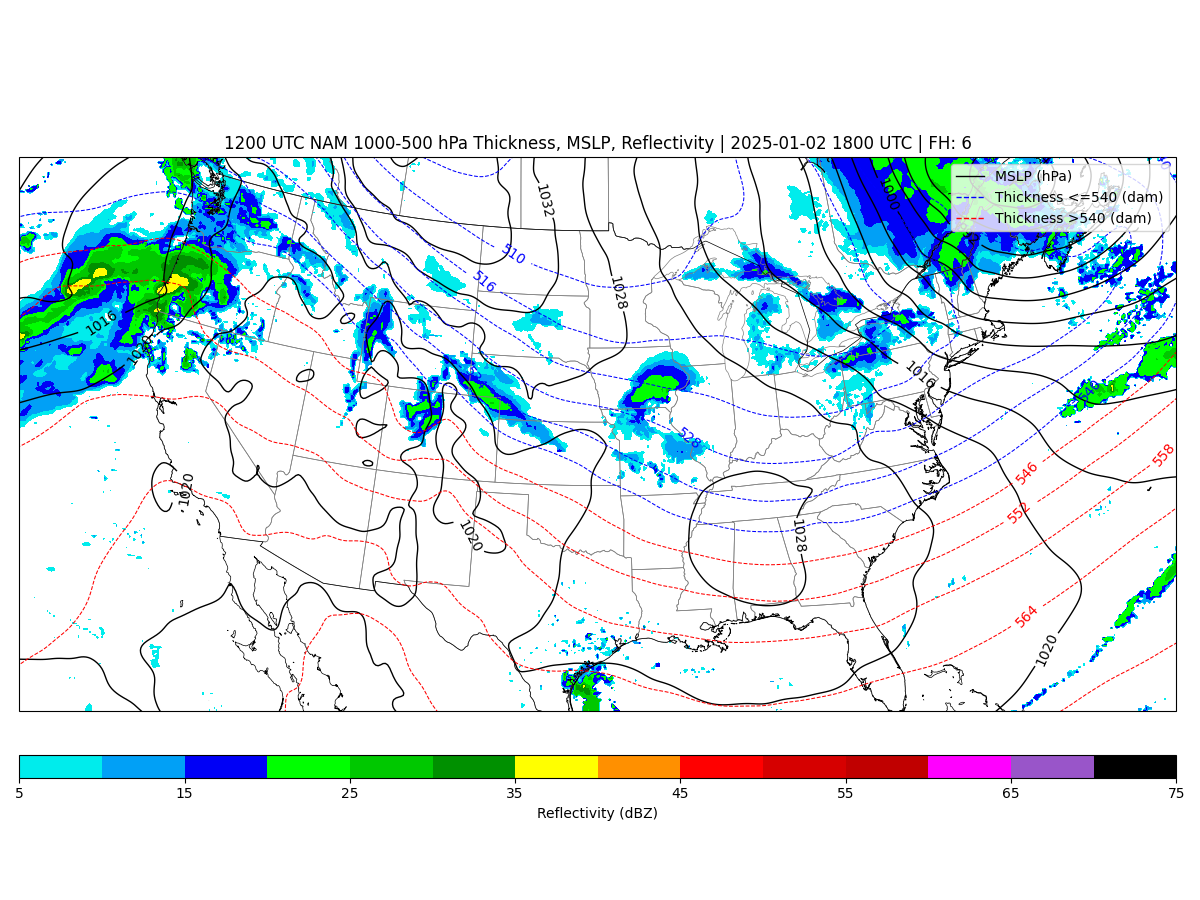 1200 UTC NAM 1000-500 hPa Thickness, MSLP, Reflectivity | 2025-01-02 1800 UTC | FH: 6
MSLP (hPa)
Thickness <=540 (dam)
Thickness >540 (dam)
1032
510
516
1028
1016
1016
528
546
558
552
1020
1020
1028
564
1020
5 15 25 35 45 55 65 75
Reflectivity (dBZ)